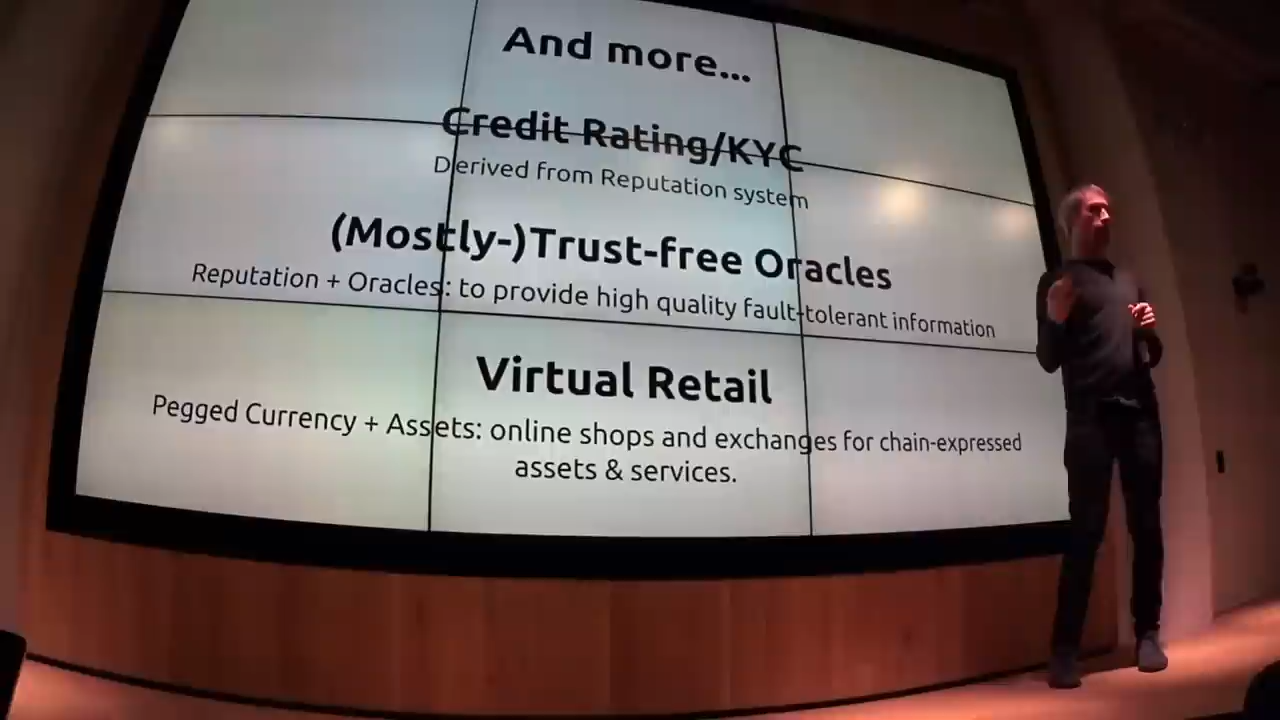 And more...
Credit Rating/KYC
Derived from Reputation system
(Mostly-)Trust-free Oracles
Reputation + Oracles: to provide high quality fault-tolerant information
Virtual Retail
Pegged Currency + Assets: online shops and exchanges for chain-expressed
assets & services.